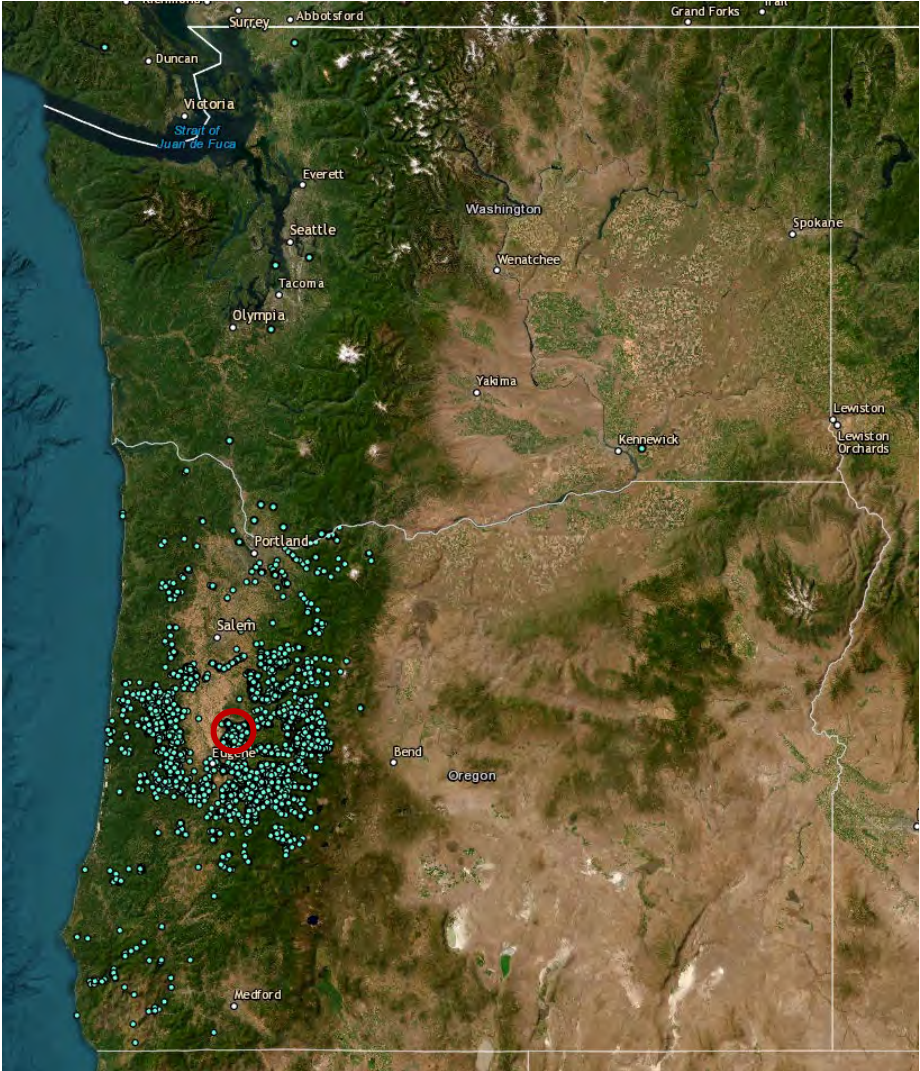 Surrey
Abbotsford
Grand Forks
Trail
Duncan
Victoria
Strait of
Juan de Fuca
Everett
Washington
Seattle
Spokane
Wenatchee
Tacoma
Olympia
Yakima
Lewiston
Lewiston
Orchards
Kennewick
Portland
Salem
Eugene
Bend
Oregon
Medford